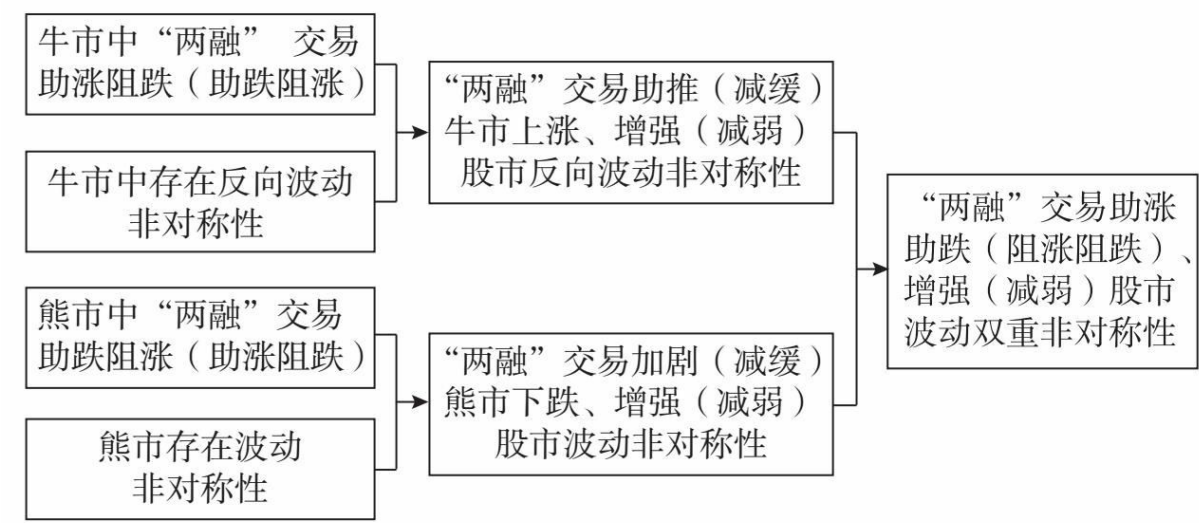 牛市中“两融” 交易
助涨阻跌（助跌阻涨）
牛市中存在反向波动
非对称性
“两融”交易助推（减缓）
牛市上涨、增强（减弱）
股市反向波动非对称性
熊市中“两融”交易
助跌阻涨（助涨阻跌）
熊市存在波动
非对称性
“两融”交易加剧（减缓）
熊市下跌、增强（减弱）
股市波动非对称性
“两融”交易助涨
助跌（阻涨阻跌）、
增强（减弱）股市
波动双重非对称性